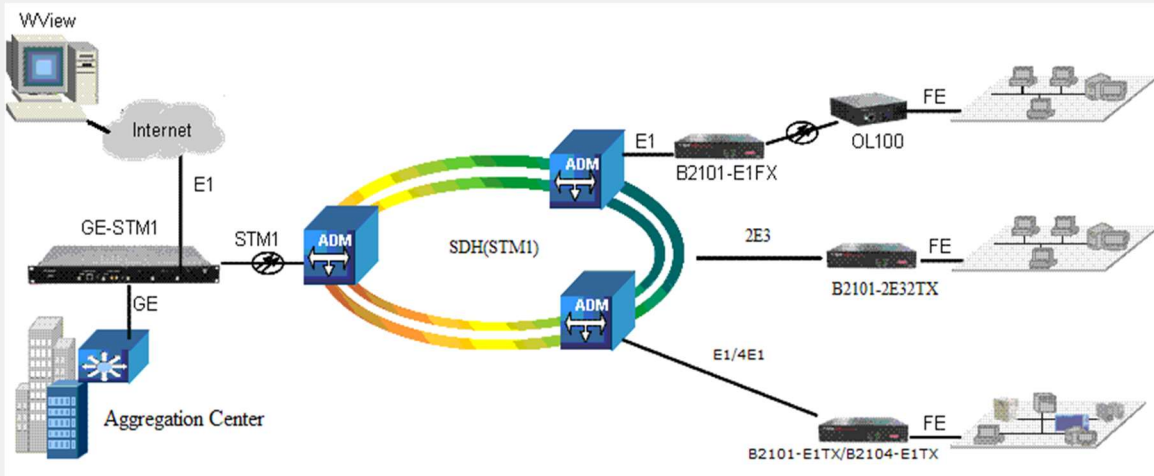 WView
Internet
E1
GE-STM1
STM1
GE
Aggregation Center
ADM
ADM
ADM
SDH(STM1)
E1
B2101-E1FX
OL100
FE
2E3
B2101-2E32TX
FE
E1/4E1
B2101-E1TX/B2104-E1TX
FE